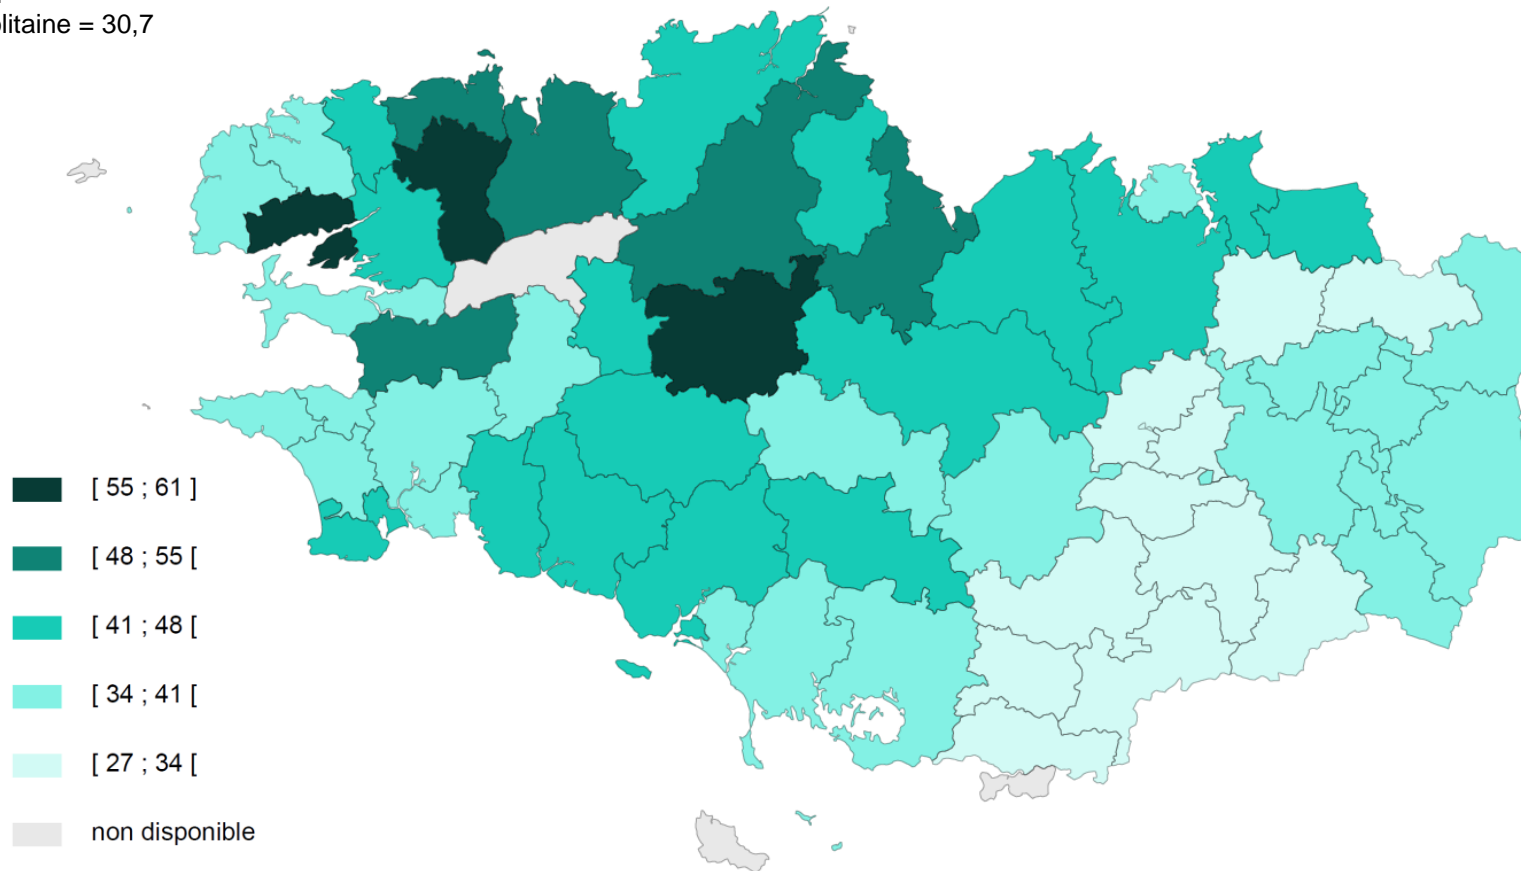 litaine = 30,7
[ 55 ; 61 ]
[ 48 ; 55 [
[ 41 ; 48 [
[ 34 ; 41 [
[ 27 ; 34 [
non disponible